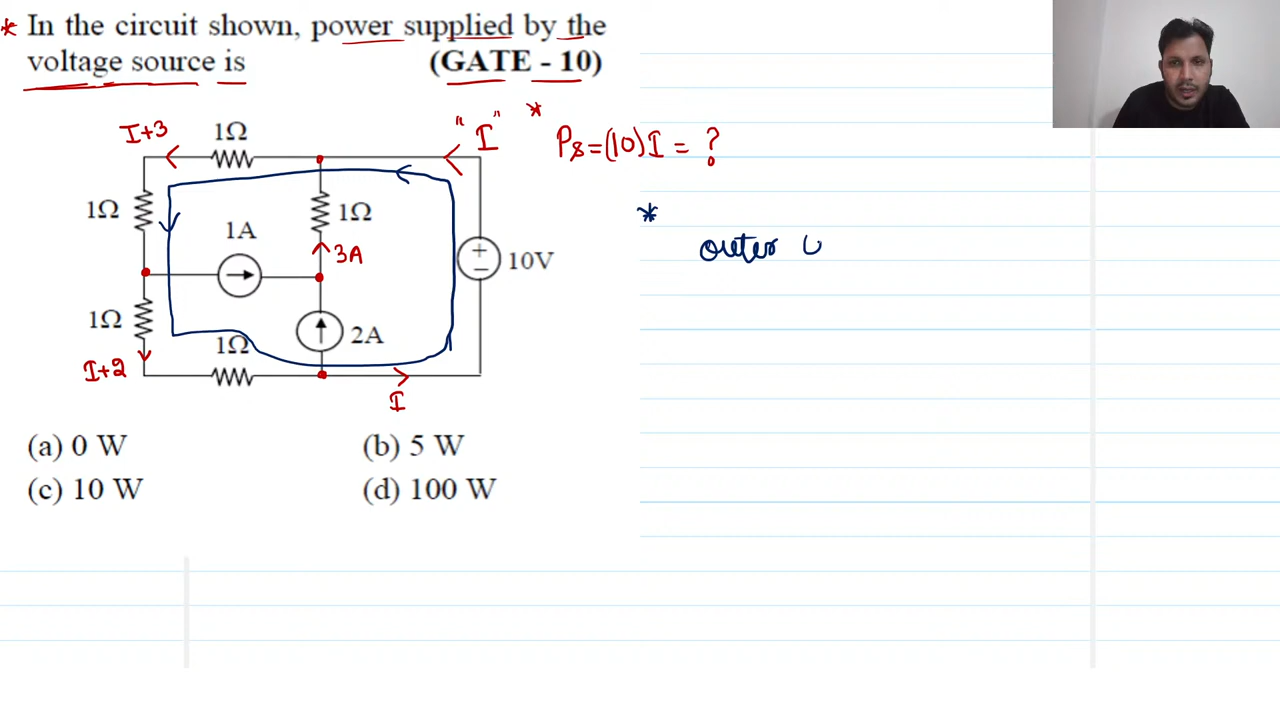 * In the circuit shown, power supplied by the
voltage source is (GATE - 10)
I+3 1Ω "I" *
Ps=(10)I = ?
1Ω 1Ω
*
1A
outer
3A
+
−
10V
1Ω 2A
1Ω
I+2
I
(a) 0 W (b) 5 W
(c) 10 W (d) 100 W